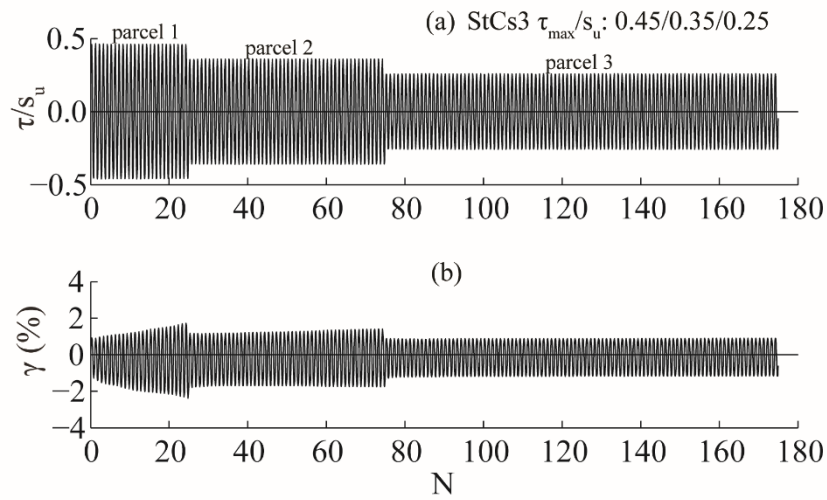 (a) StCs3 τmax/su: 0.45/0.35/0.25
parcel 1
parcel 2
parcel 3
0.5
0.0
−0.5
τ/su
0 20 40 60 80 100 120 140 160 180
(b)
4
2
0
−2
−4
γ (%)
0 20 40 60 80 100 120 140 160 180
N